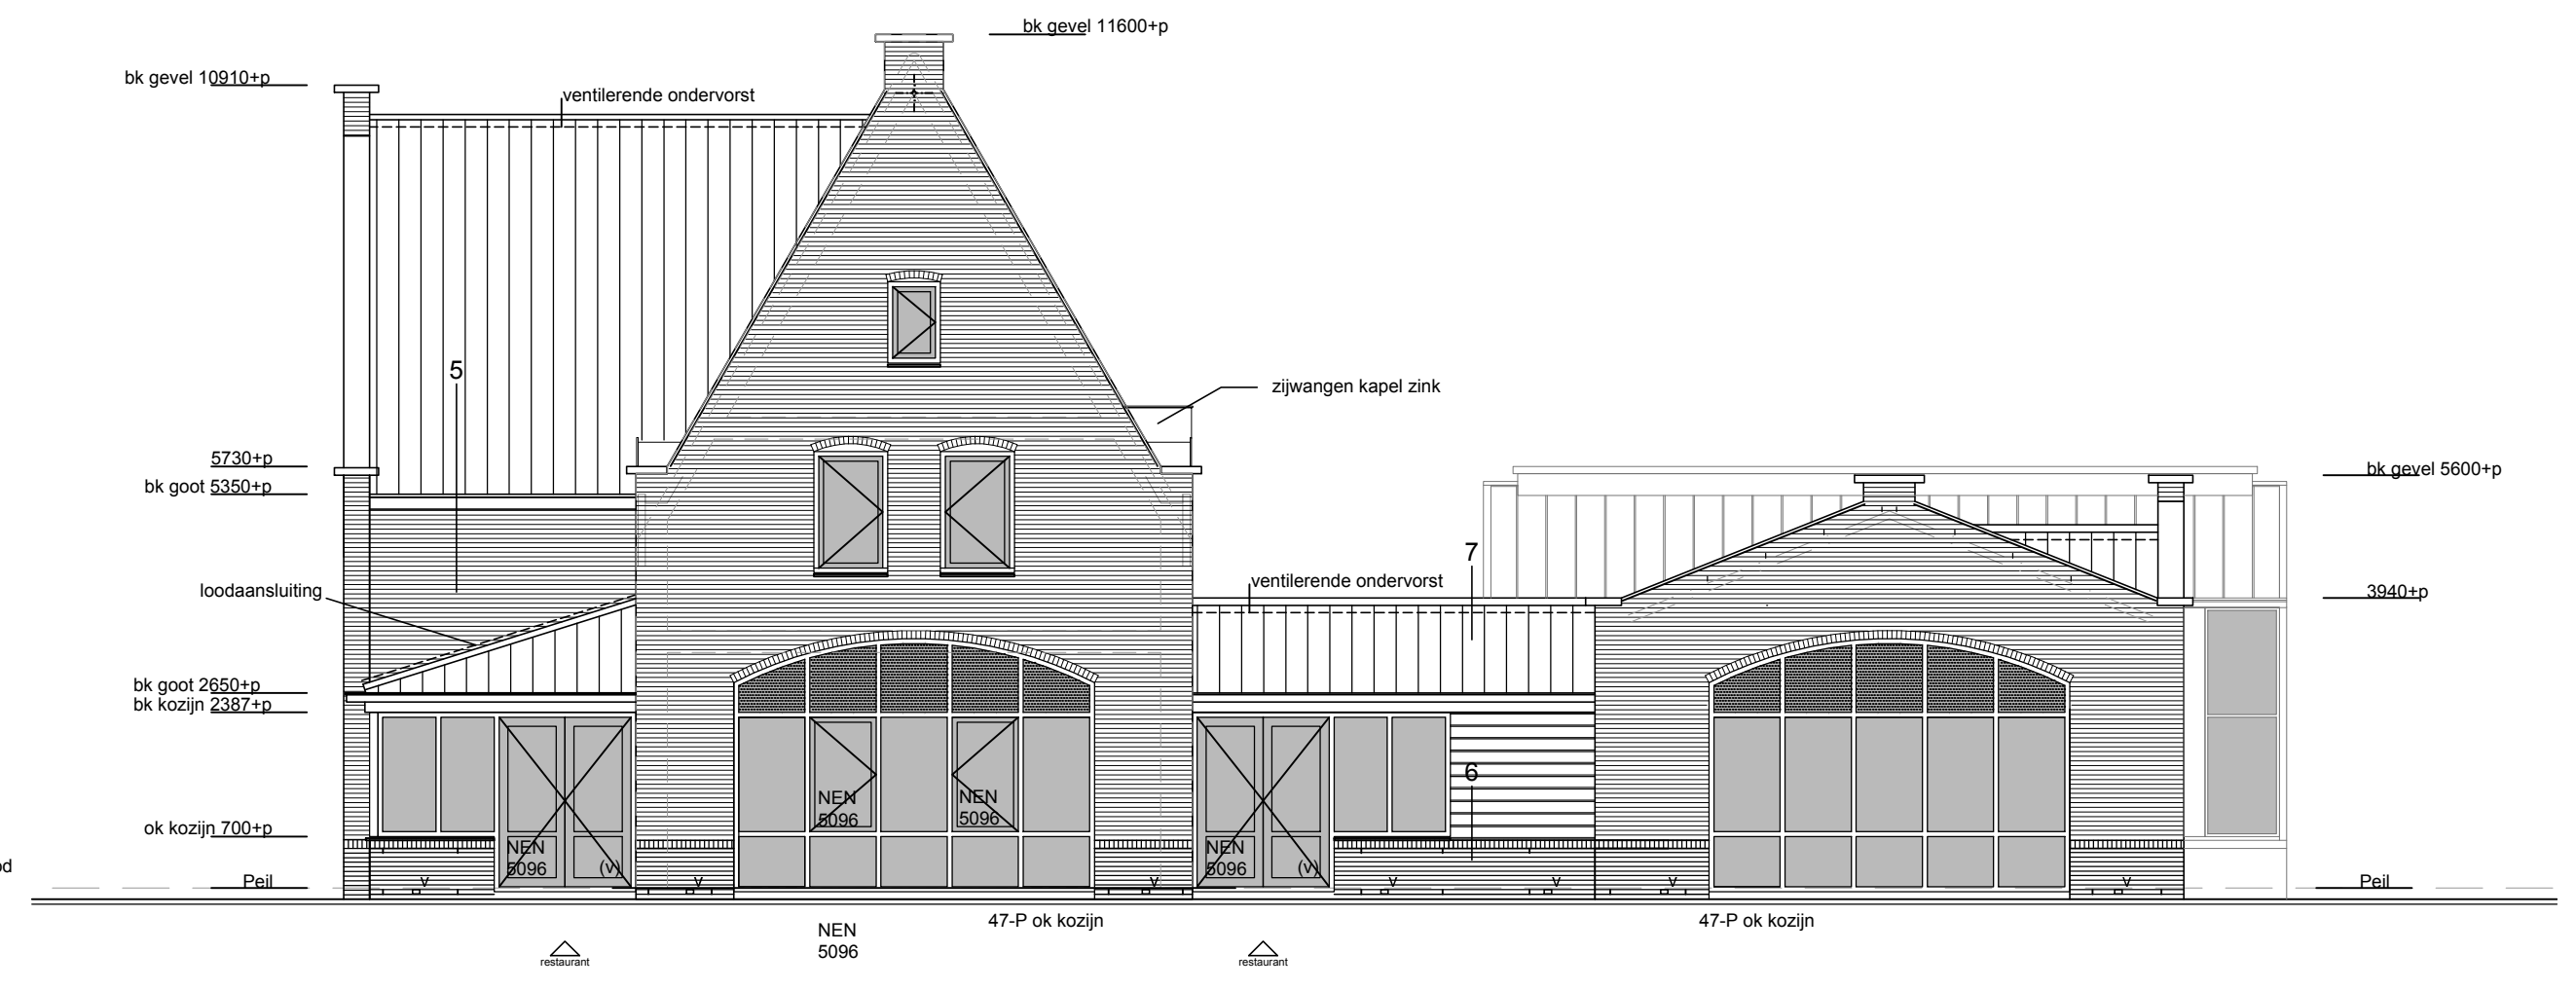 bk gevel 11600+p
bk gevel 10910+p
ventilerende ondervorst
5
zijwangen kapel zink
5730+p
bk goot 5350+p
bk gevel 5600+p
7
ventilerende ondervorst
loodaansluiting
3940+p
bk goot 2650+p
bk kozijn 2387+p
6
NEN
5096
NEN
5096
ok kozijn 700+p
NEN
5096
(v)
NEN
5096
(v)
od
Peil
v
v
v
v
v
v
v
Peil
47-P ok kozijn
47-P ok kozijn
NEN
5096
restaurant
restaurant